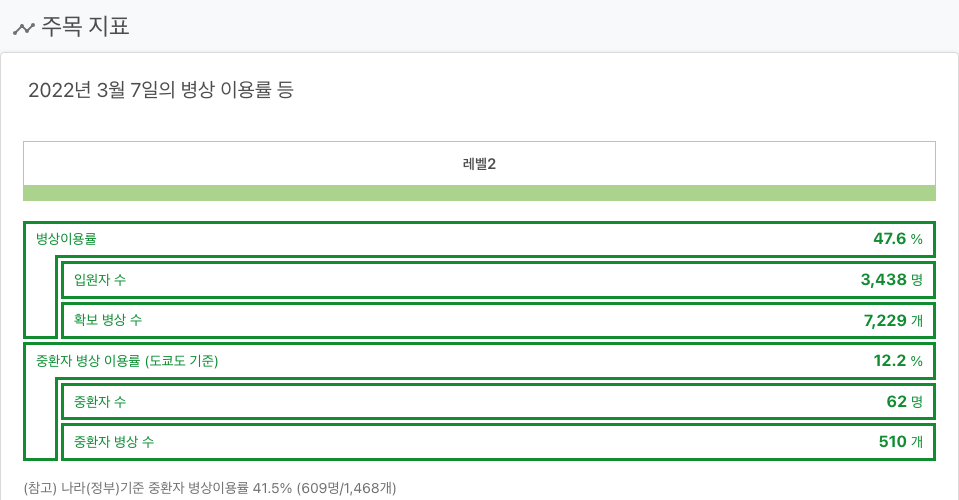 주목 지표
2022년 3월 7일의 병상 이용률 등
레벨2
병상이용률 47.6 %
입원자 수 3,438 명
확보 병상 수 7,229 개
중환자 병상 이용률 (도쿄도 기준) 12.2 %
중환자 수 62 명
중환자 병상 수 510 개
(참고) 나라(정부)기준 중환자 병상이용률 41.5% (609명/1,468개)